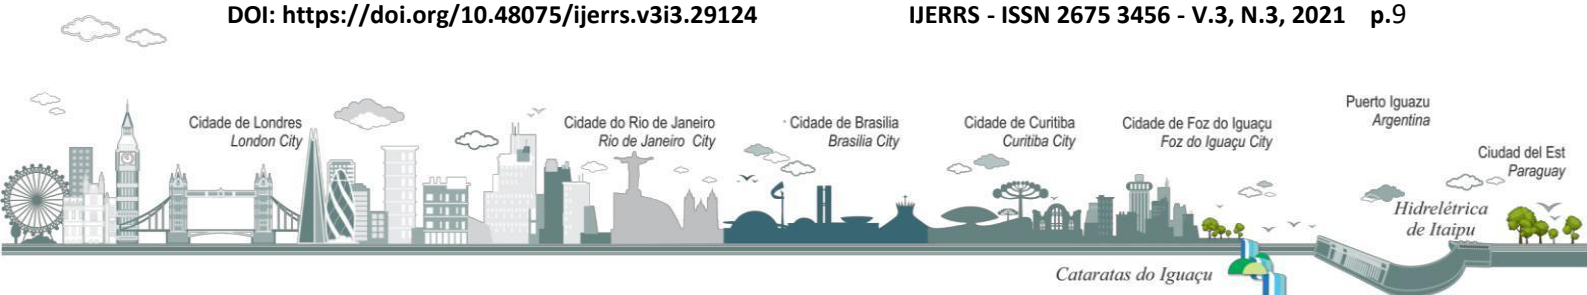 DOI: https://doi.org/10.48075/ijerrs.v3i3.29124 IJERRS - ISSN 2675 3456 - V.3, N.3, 2021 p.9
Cidade de Londres
London City
Cidade do Rio de Janeiro
Rio de Janeiro City
Cidade de Brasilia
Brasilia City
Cidade de Curitiba
Curitiba City
Cidade de Foz do Iguaçu
Foz do Iguaçu City
Puerto Iguazu
Argentina
Ciudad del Est
Paraguay
Hidrelétrica
de Itaipu
Cataratas do Iguaçu